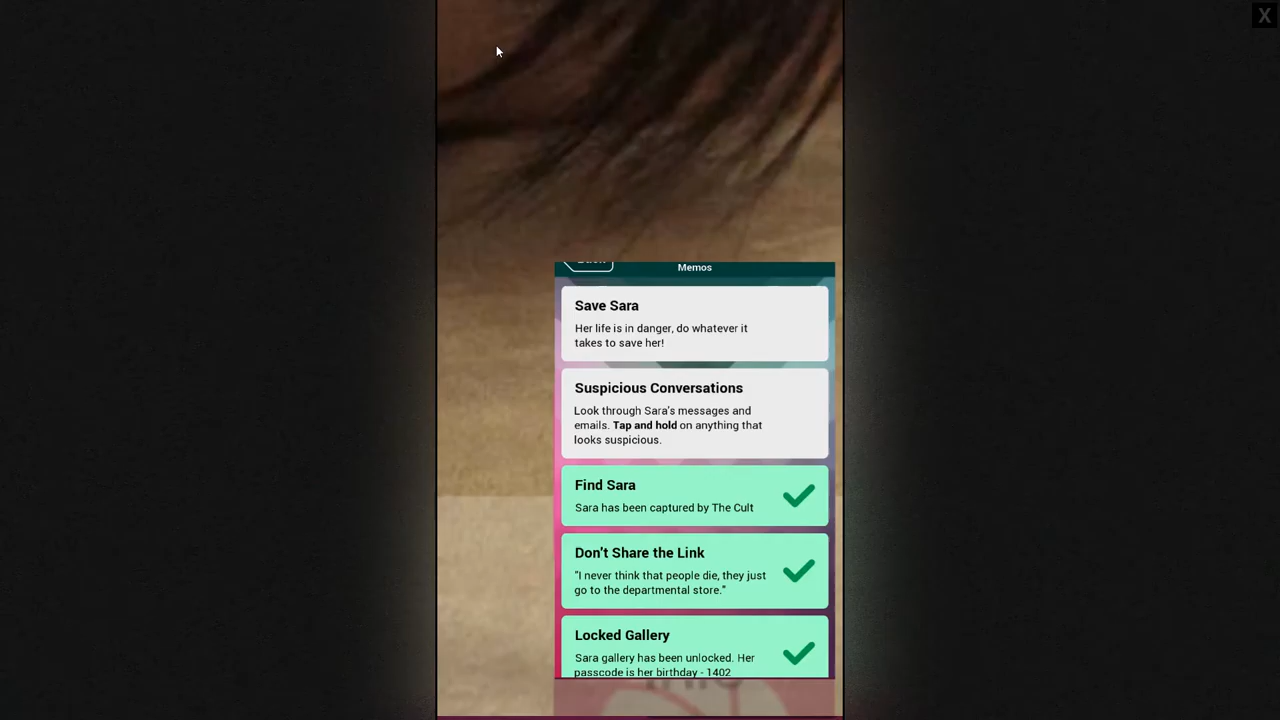 X
Memos
Save Sara
Her life is in danger, do whatever it
takes to save her!
Suspicious Conversations
Look through Sara's messages and
emails. Tap and hold on anything that
looks suspicious.
Find Sara
Sara has been captured by The Cult
Don't Share the Link
"I never think that people die, they just
go to the departmental store."
Locked Gallery
Sara gallery has been unlocked. Her
passcode is her birthday - 1402